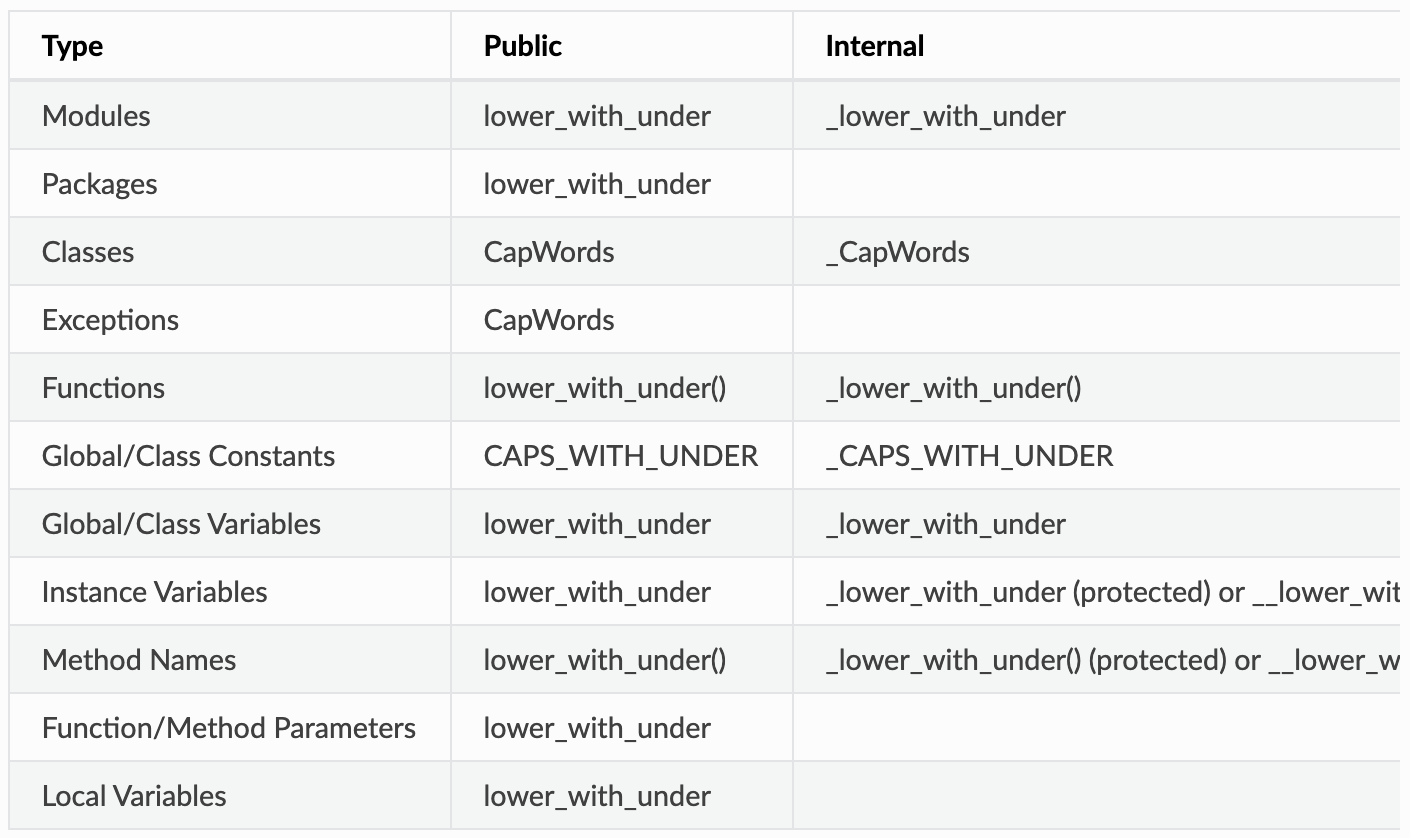 Type Public Internal
Modules lower_with_under _lower_with_under
Packages lower_with_under
Classes CapWords _CapWords
Exceptions CapWords
Functions lower_with_under() _lower_with_under()
Global/Class Constants CAPS_WITH_UNDER _CAPS_WITH_UNDER
Global/Class Variables lower_with_under _lower_with_under
Instance Variables lower_with_under _lower_with_under (protected) or __lower_wit
Method Names lower_with_under() _lower_with_under() (protected) or __lower_w
Function/Method Parameters lower_with_under
Local Variables lower_with_under